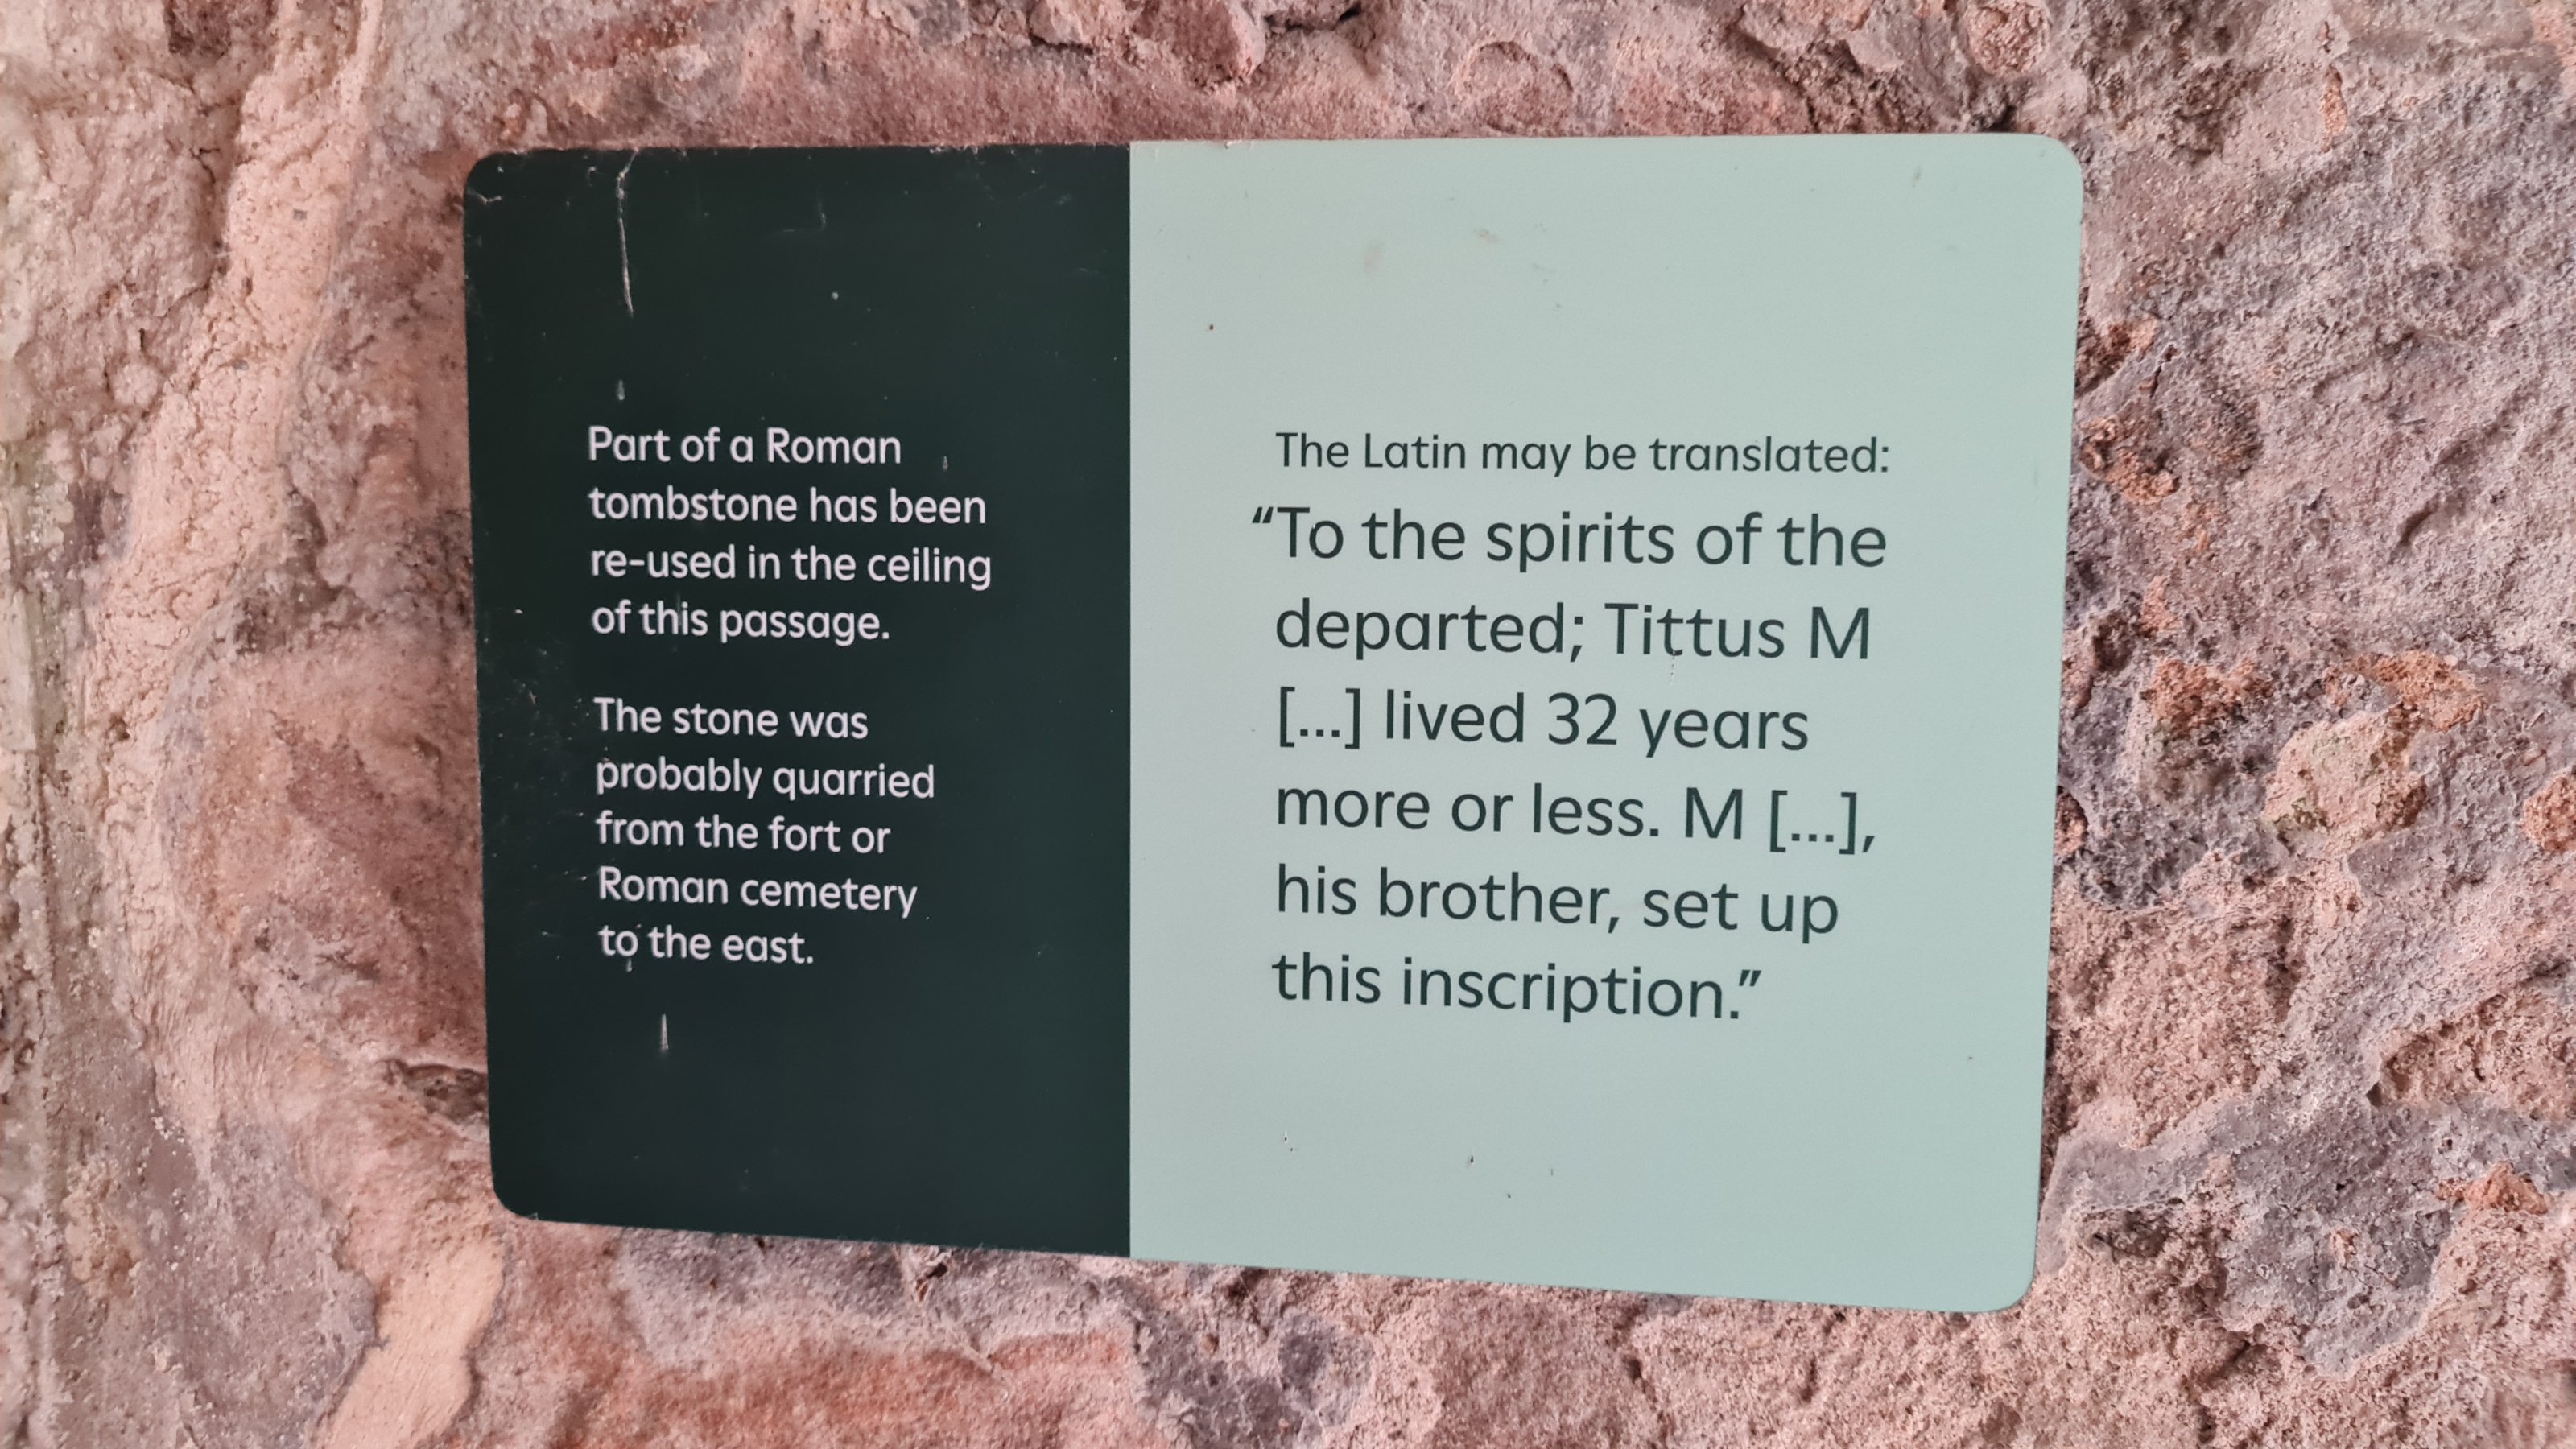 Part of a Roman
tombstone has been
re-used in the ceiling
of this passage.
The stone was
probably quarried
from the fort or
Roman cemetery
to the east.
The Latin may be translated:
“To the spirits of the
departed; Tittus M
[...] lived 32 years
more or less. M [...],
his brother, set up
this inscription.”